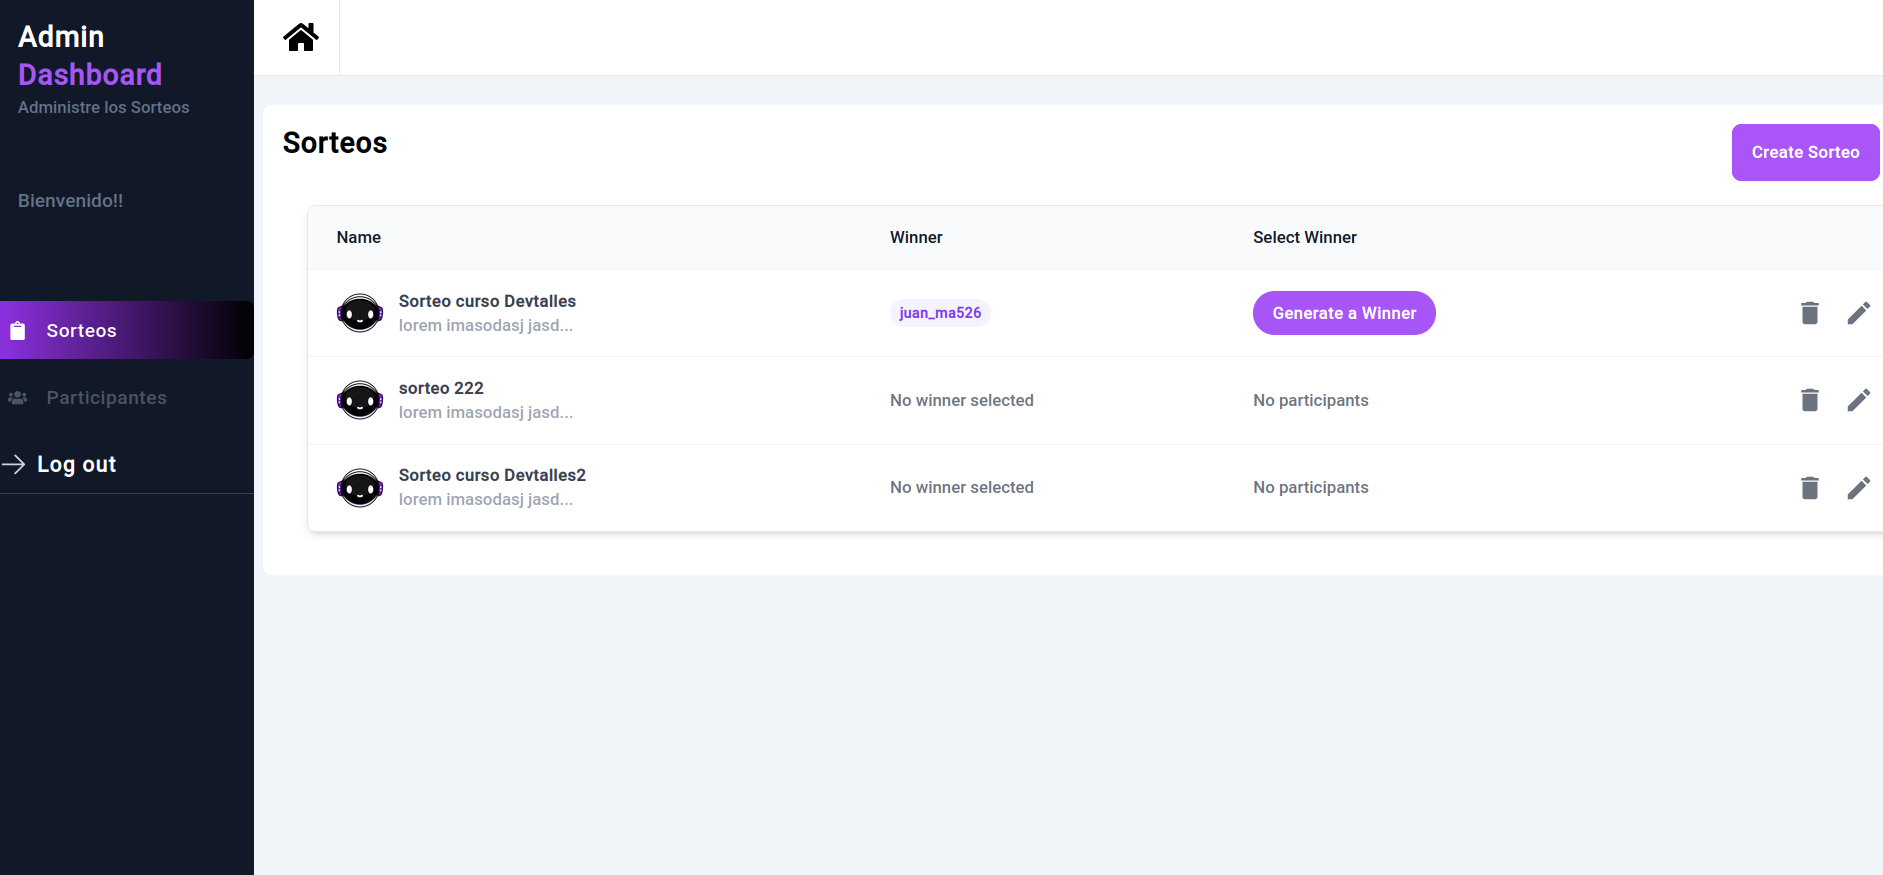 Admin
Dashboard
Administre los Sorteos
Bienvenido!!
Sorteos
Participantes
Log out
Sorteos
Create Sorteo
Name Winner Select Winner
Sorteo curso Devtalles
lorem imasodasj jasd...
juan_ma526
Generate a Winner
sorteo 222
lorem imasodasj jasd...
No winner selected
No participants
Sorteo curso Devtalles2
lorem imasodasj jasd...
No winner selected
No participants